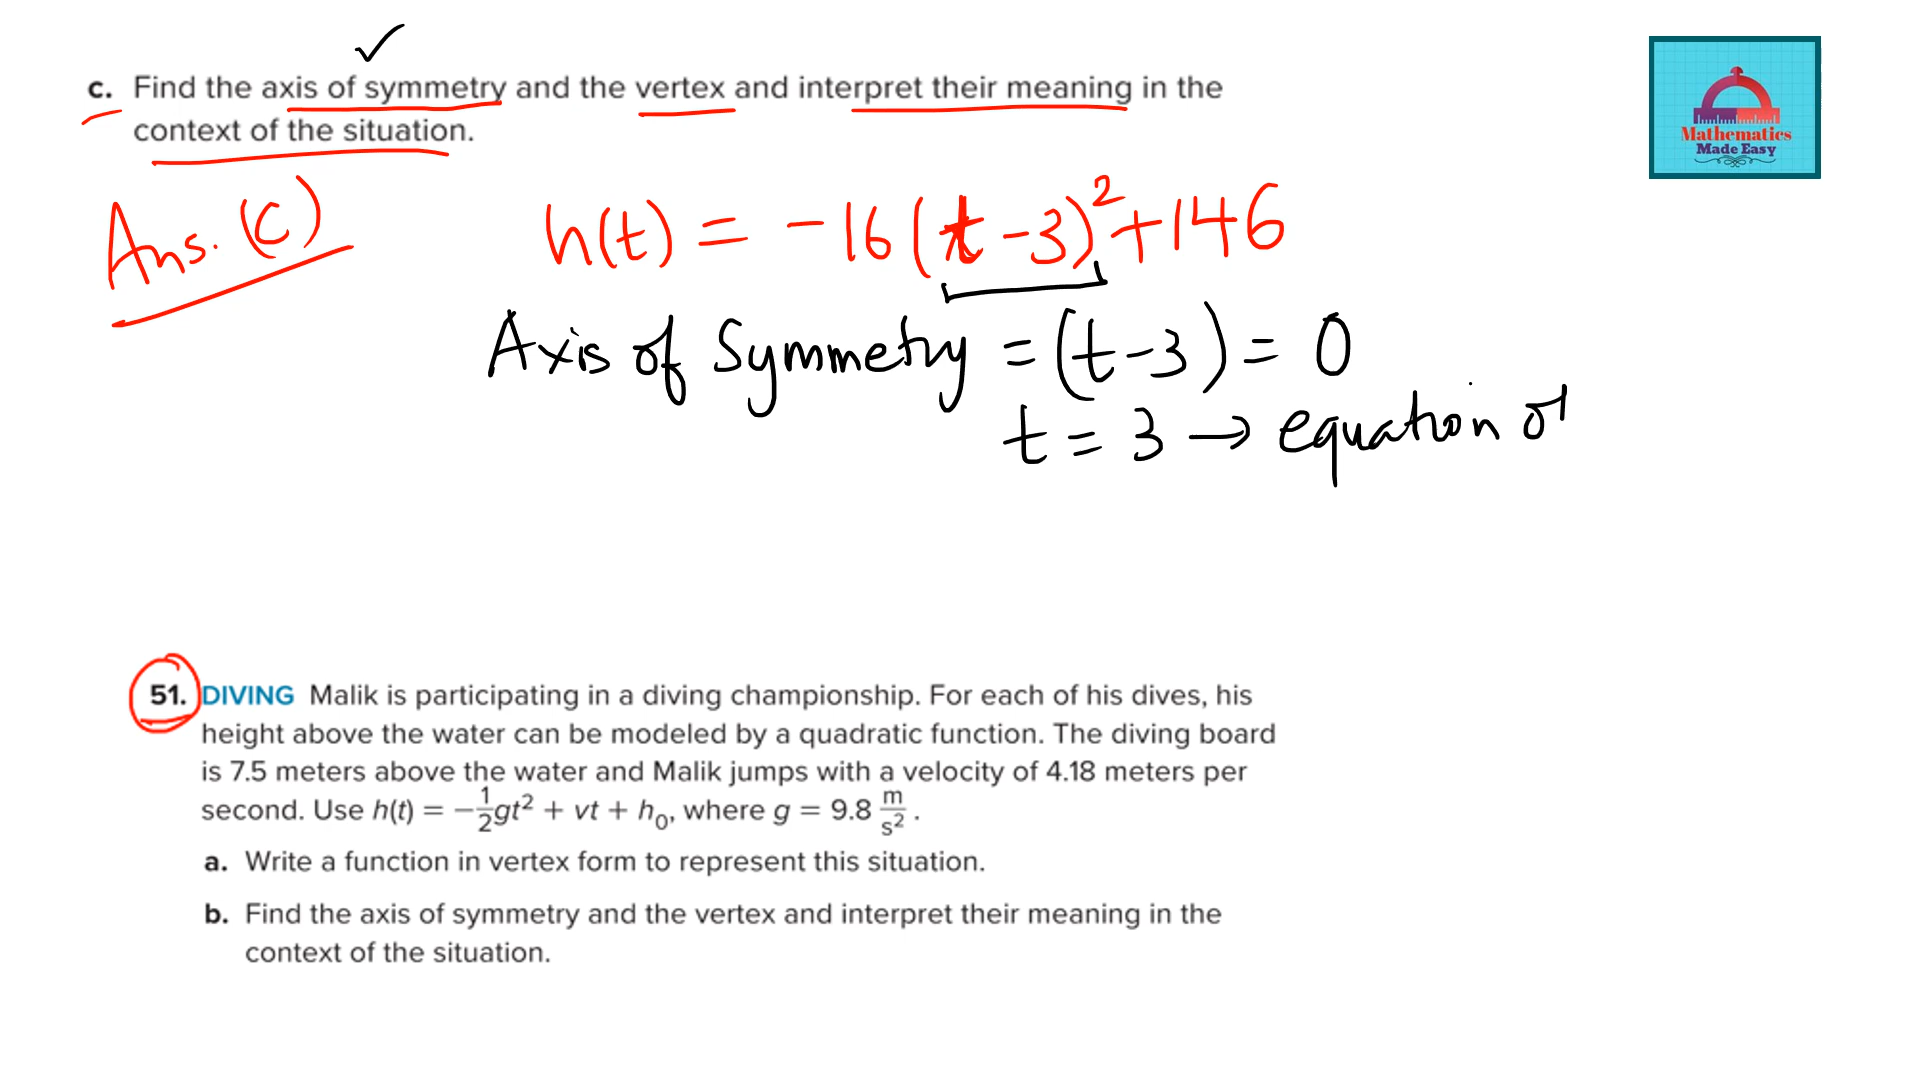 c. Find the axis of symmetry and the vertex and interpret their meaning in the
context of the situation.
Mathematics
Made Easy
Ans. (c)
h(t) = -16(t-3)²+146
Axis of Symmetry = (t-3) = 0
t = 3 → equation of
51. DIVING Malik is participating in a diving championship. For each of his dives, his
height above the water can be modeled by a quadratic function. The diving board
is 7.5 meters above the water and Malik jumps with a velocity of 4.18 meters per
second. Use h(t) = −1/2gt² + vt + h₀, where g = 9.8 m/s² .
a. Write a function in vertex form to represent this situation.
b. Find the axis of symmetry and the vertex and interpret their meaning in the
context of the situation.